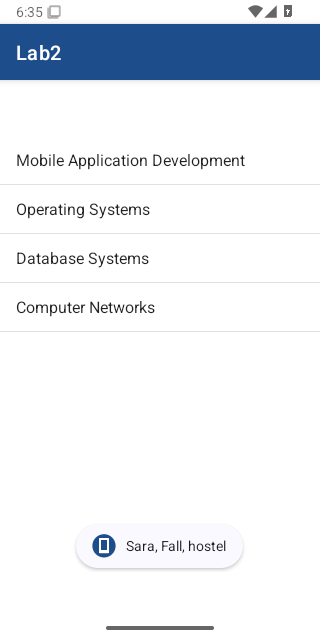 6:35
Lab2
Mobile Application Development
Operating Systems
Database Systems
Computer Networks
Sara, Fall, hostel